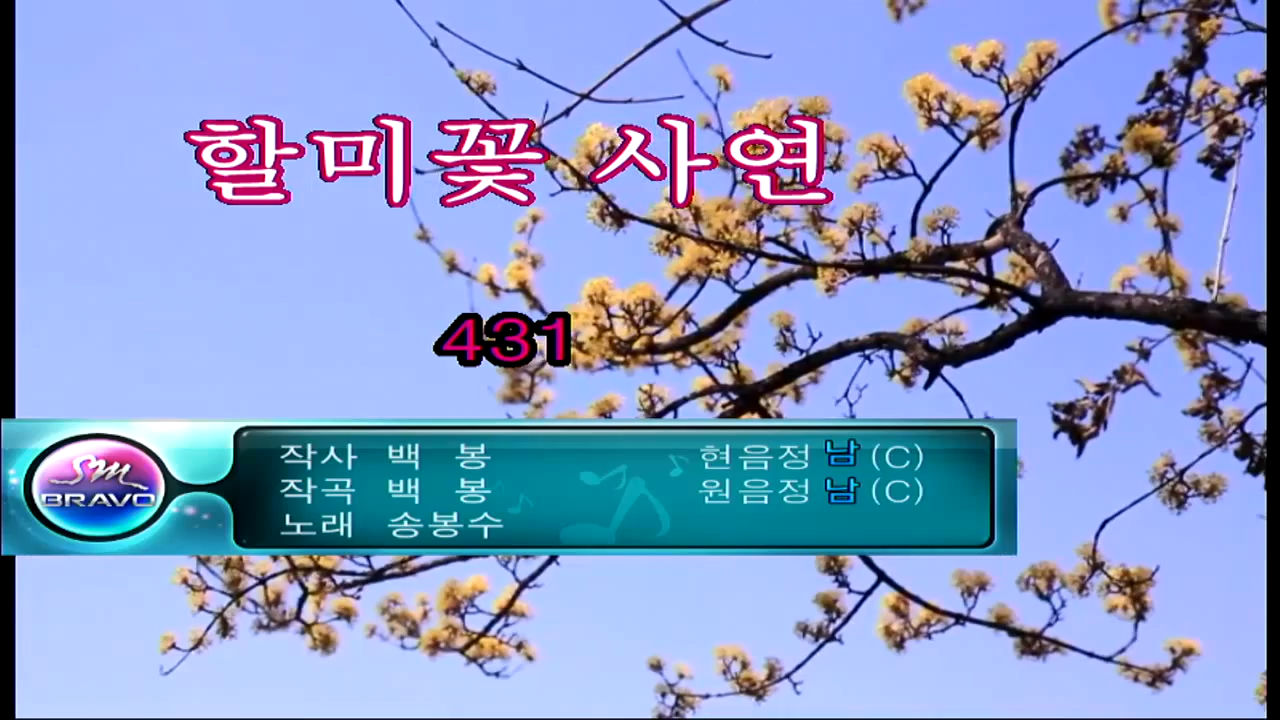 할미꽃 사연
431
작사 백 봉 현음정 남 (C)
작곡 백 봉 원음정 남 (C)
노래 송봉수
SM
BRAVO